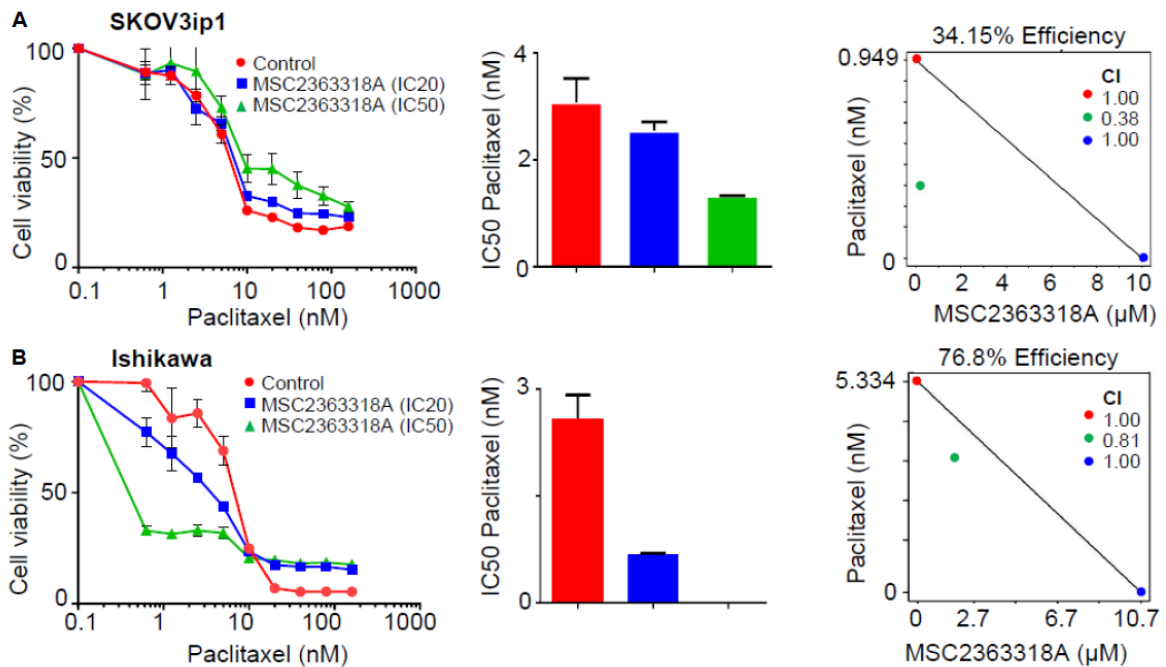 A
SKOV3ip1
Cell viability (%)
100
50
0
Control
MSC2363318A (IC20)
MSC2363318A (IC50)
0.1 1 10 100 1000
Paclitaxel (nM)
IC50 Paclitaxel (nM)
4
2
0
34.15% Efficiency
Paclitaxel (nM)
0.949
0
CI
1.00
0.38
1.00
0 2 4 6 8 10
MSC2363318A (µM)
B
Ishikawa
Cell viability (%)
100
50
0
Control
MSC2363318A (IC20)
MSC2363318A (IC50)
0.1 1 10 100 1000
Paclitaxel (nM)
IC50 Paclitaxel (nM)
3
0
76.8% Efficiency
Paclitaxel (nM)
5.334
0
CI
1.00
0.81
1.00
0 2.7 6.7 10.7
MSC2363318A (µM)